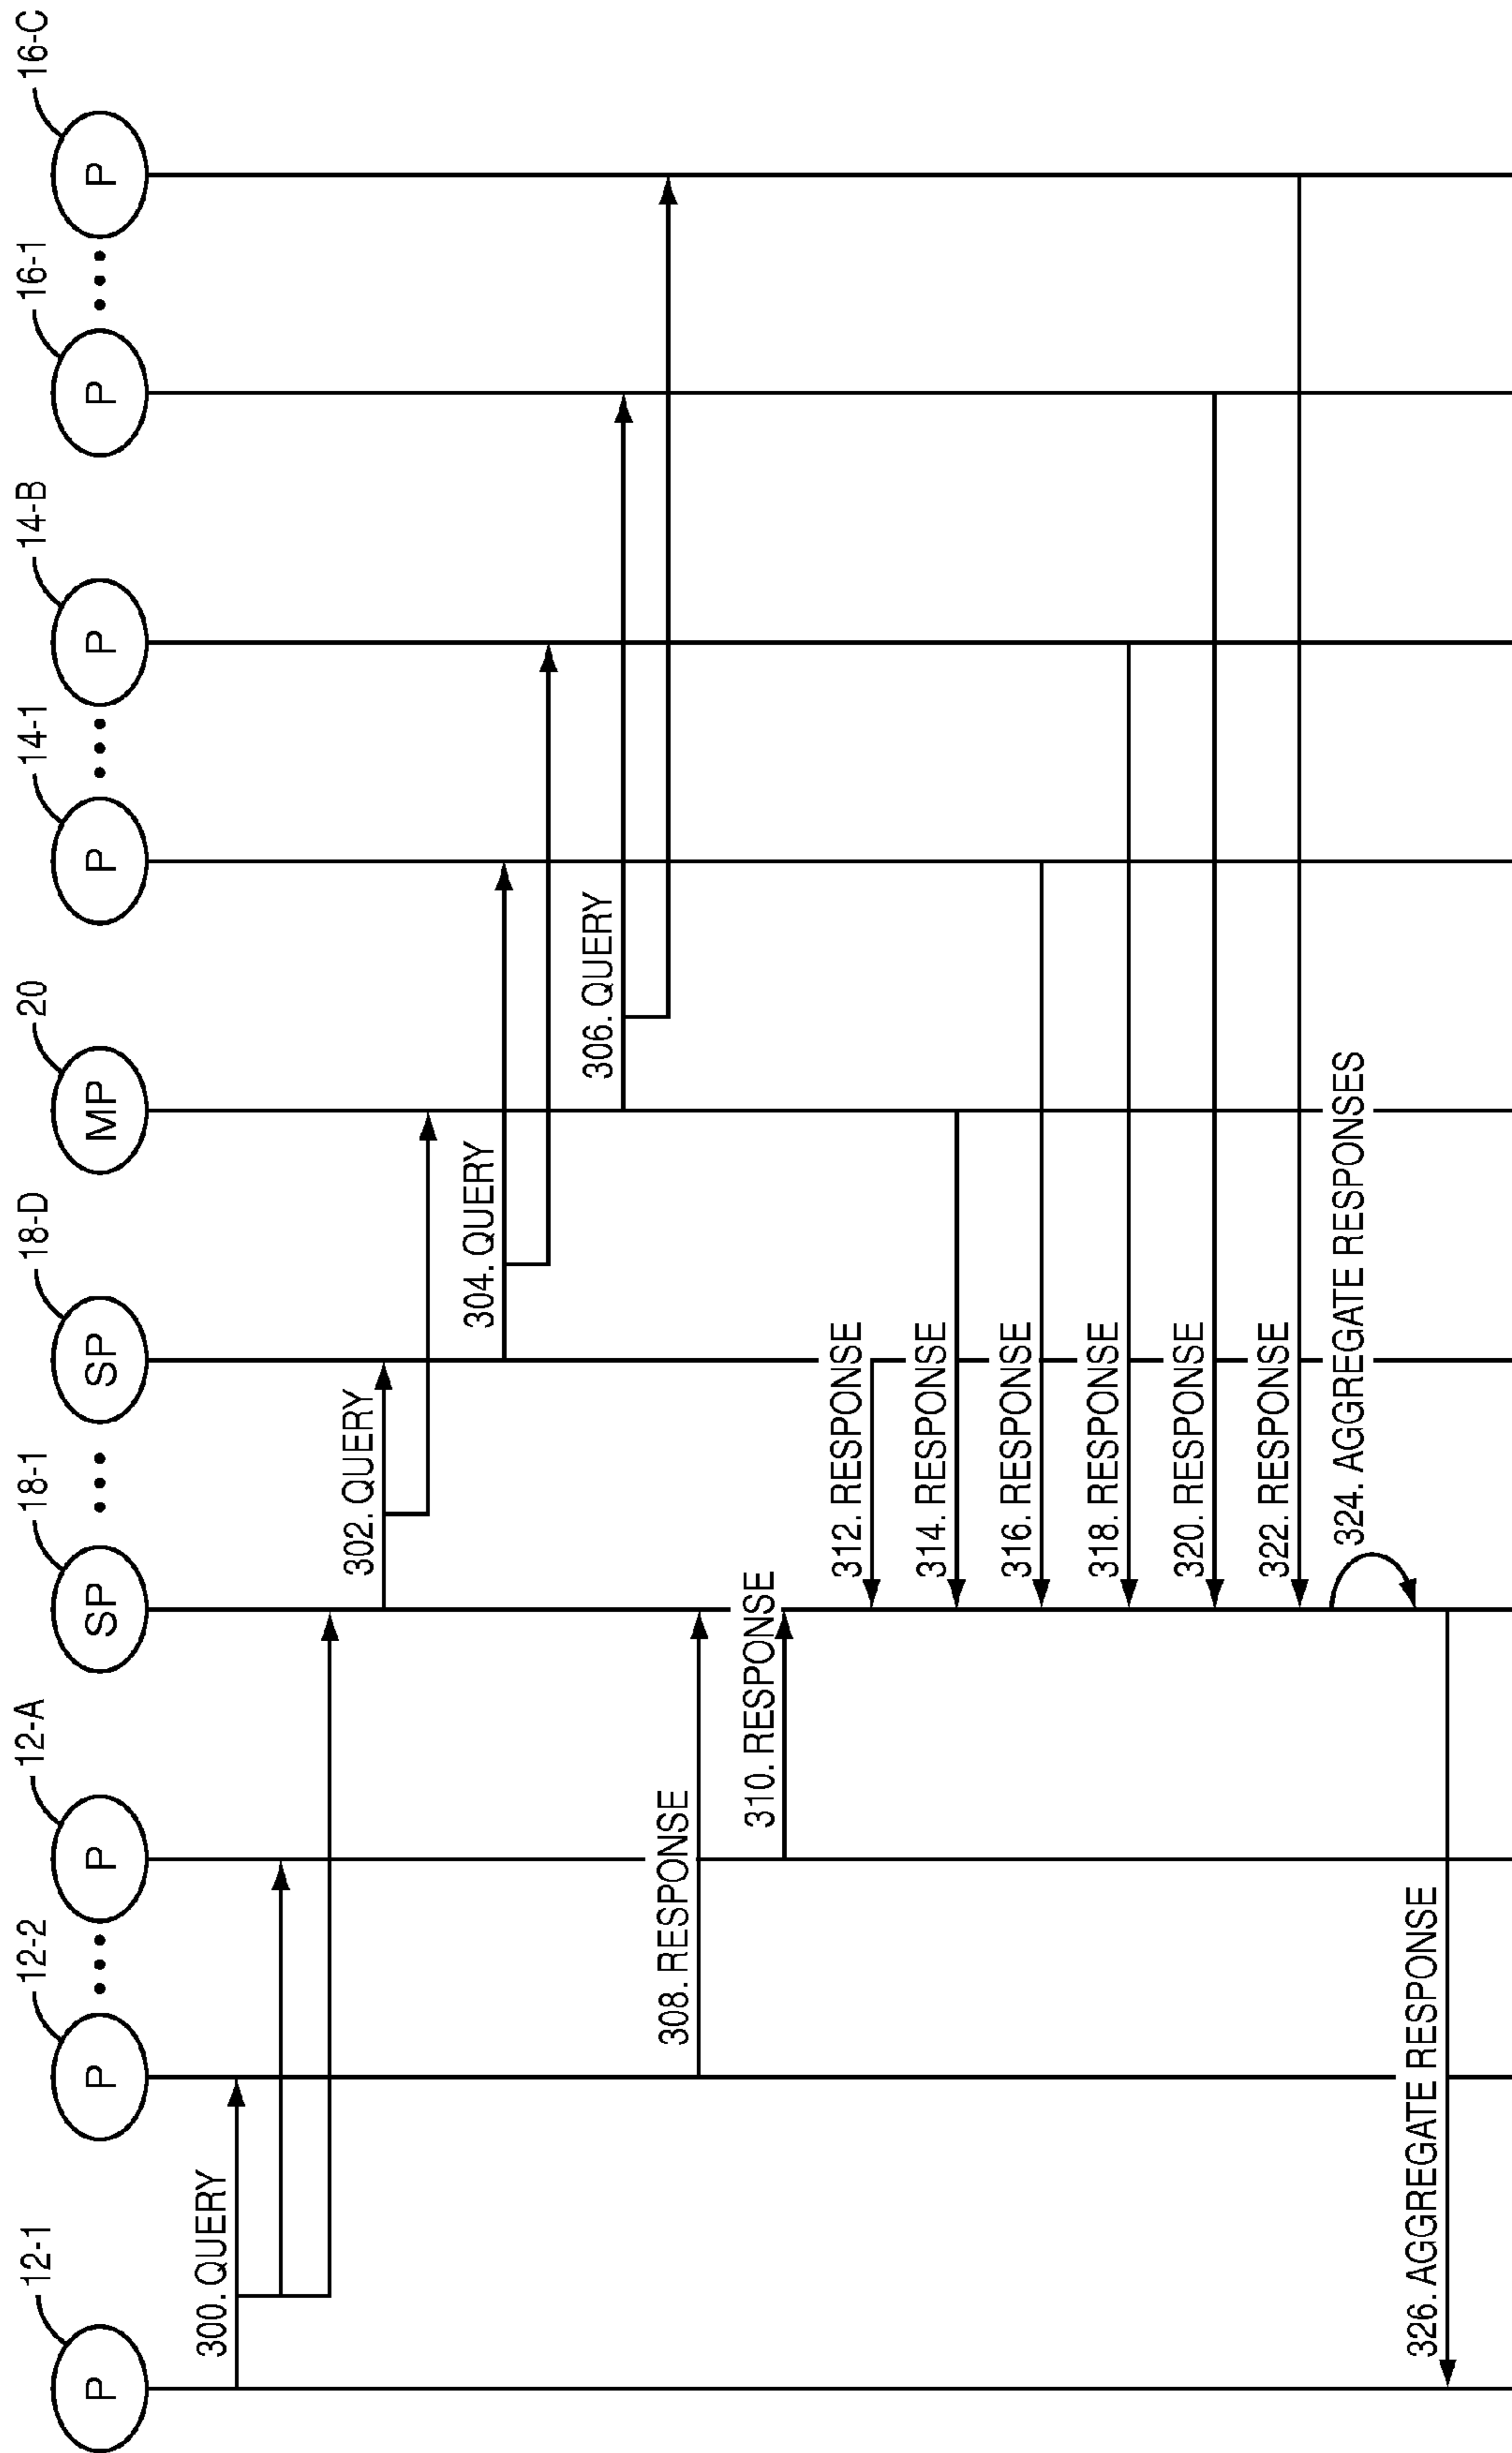 12-1
12-2
12-A
18-1
18-D
20
14-1
14-B
16-1
16-C
P
P
P
SP
SP
MP
P
P
P
P
300. QUERY
302. QUERY
304. QUERY
306. QUERY
308. RESPONSE
310. RESPONSE
312. RESPONSE
314. RESPONSE
316. RESPONSE
318. RESPONSE
320. RESPONSE
322. RESPONSE
324. AGGREGATE RESPONSES
326. AGGREGATE RESPONSE